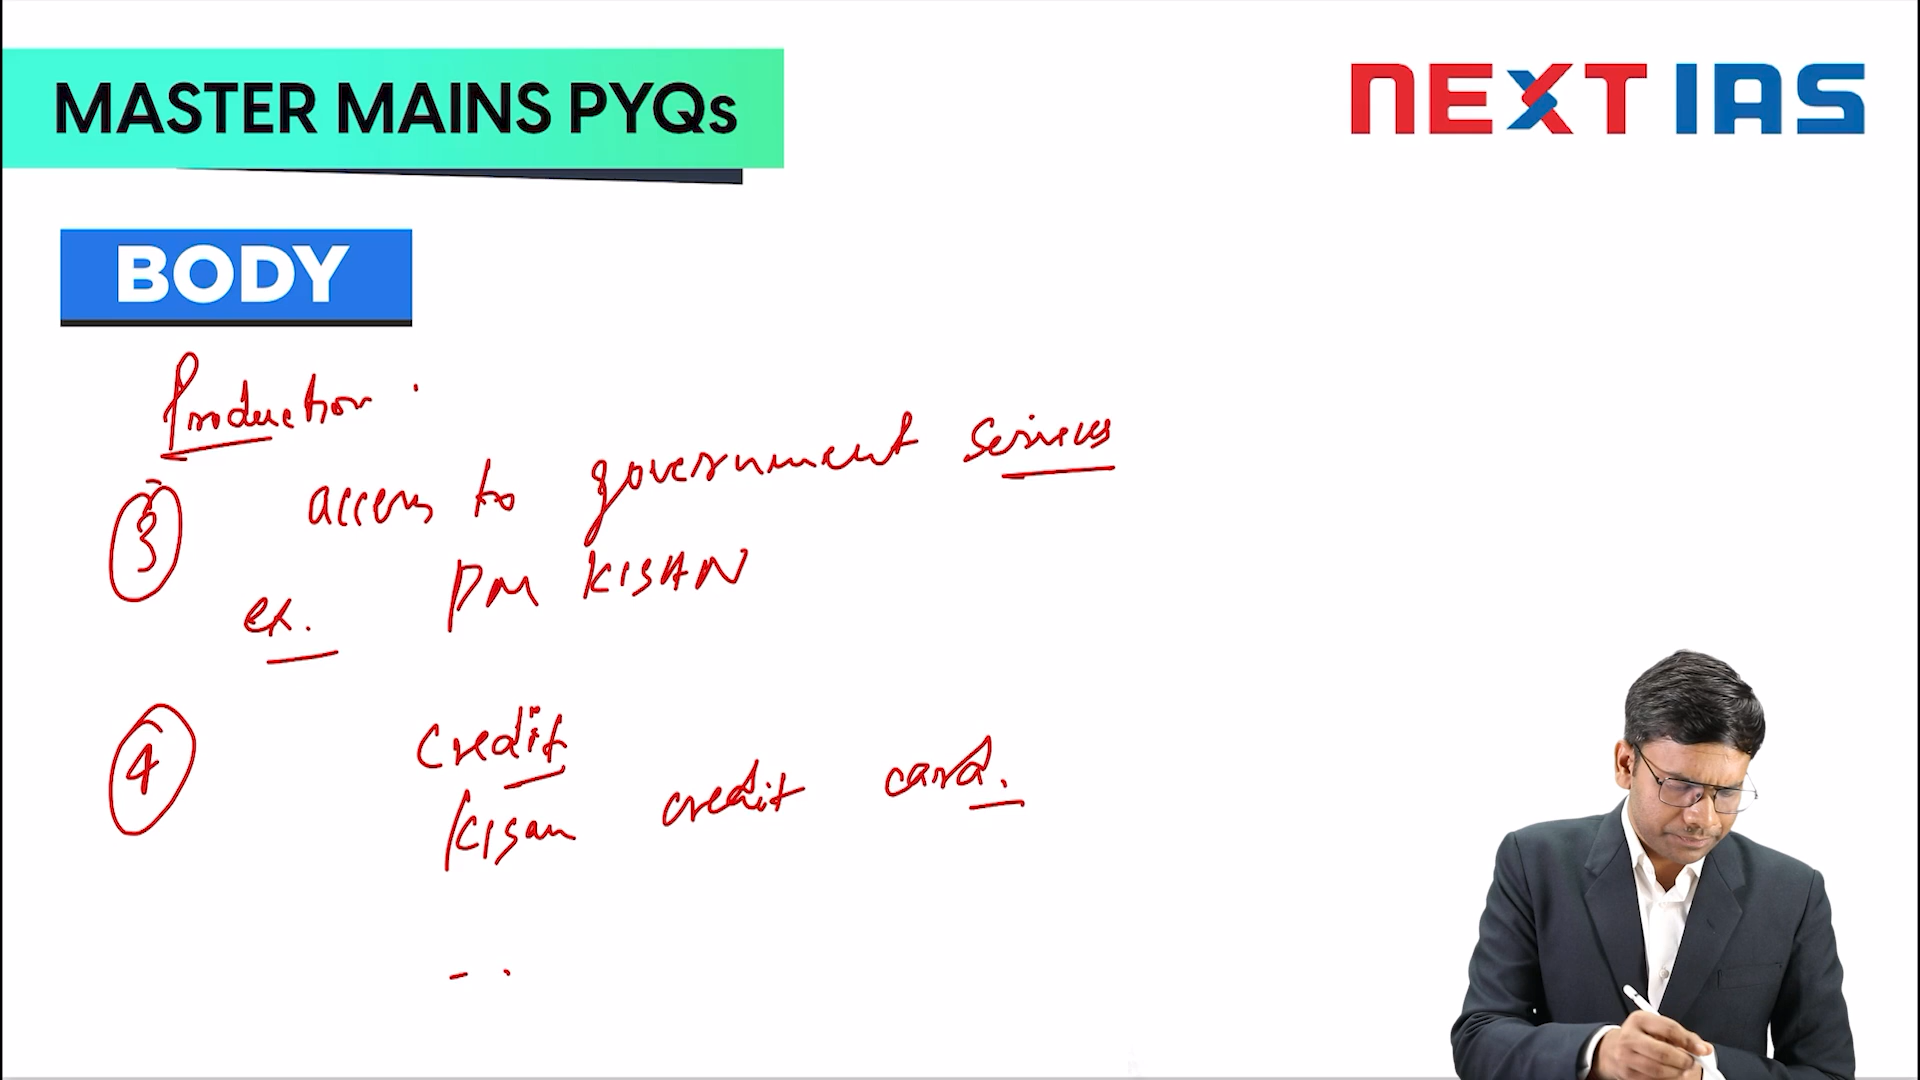 MASTER MAINS PYQs
NEXT IAS
BODY
Production
③ access to government services
ex. PM KISAN
④ Credit
Kisan credit card.